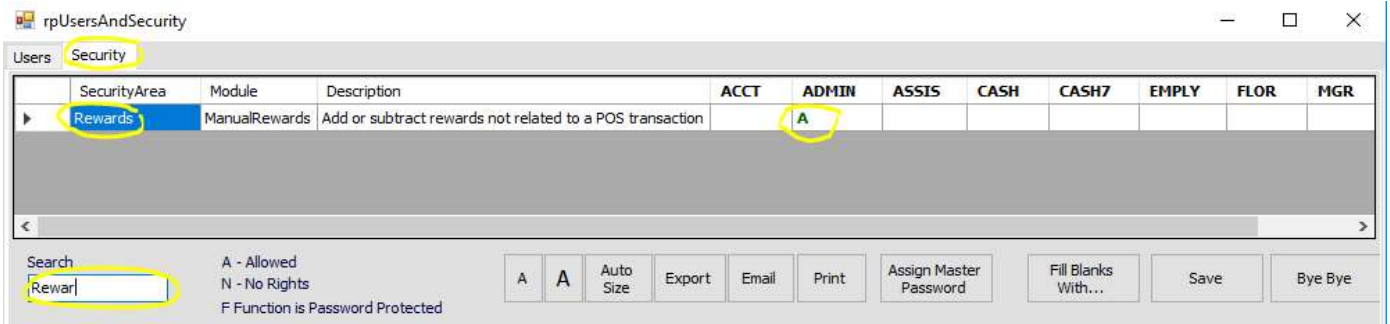 rpUsersAndSecurity
Users Security
SecurityArea Module Description ACCT ADMIN ASSIS CASH CASH7 EMPLY FLOR MGR
Rewards ManualRewards Add or subtract rewards not related to a POS transaction A
Search
Rewar
A - Allowed
N - No Rights
F Function is Password Protected
A A Auto Size Export Email Print Assign Master Password Fill Blanks With... Save Bye Bye